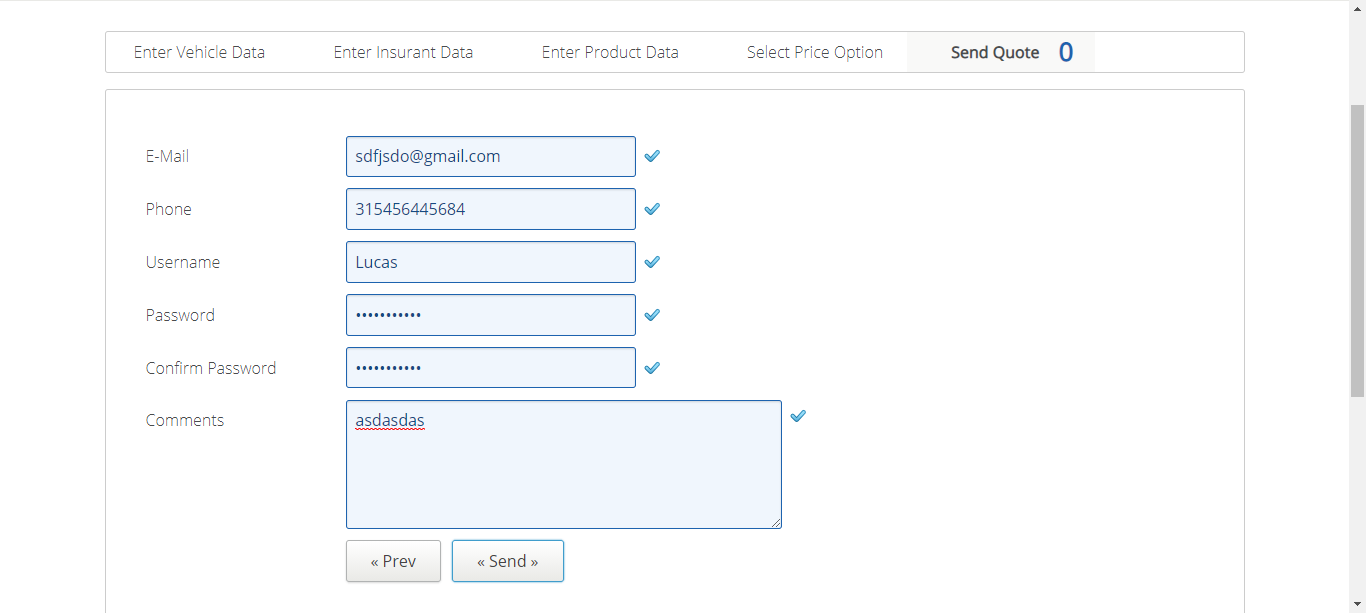 Enter Vehicle Data Enter Insurant Data Enter Product Data Select Price Option Send Quote 0
E-Mail sdfjsdo@gmail.com
Phone 315456445684
Username Lucas
Password •••••••••••
Confirm Password •••••••••••
Comments asdasdas
« Prev « Send »